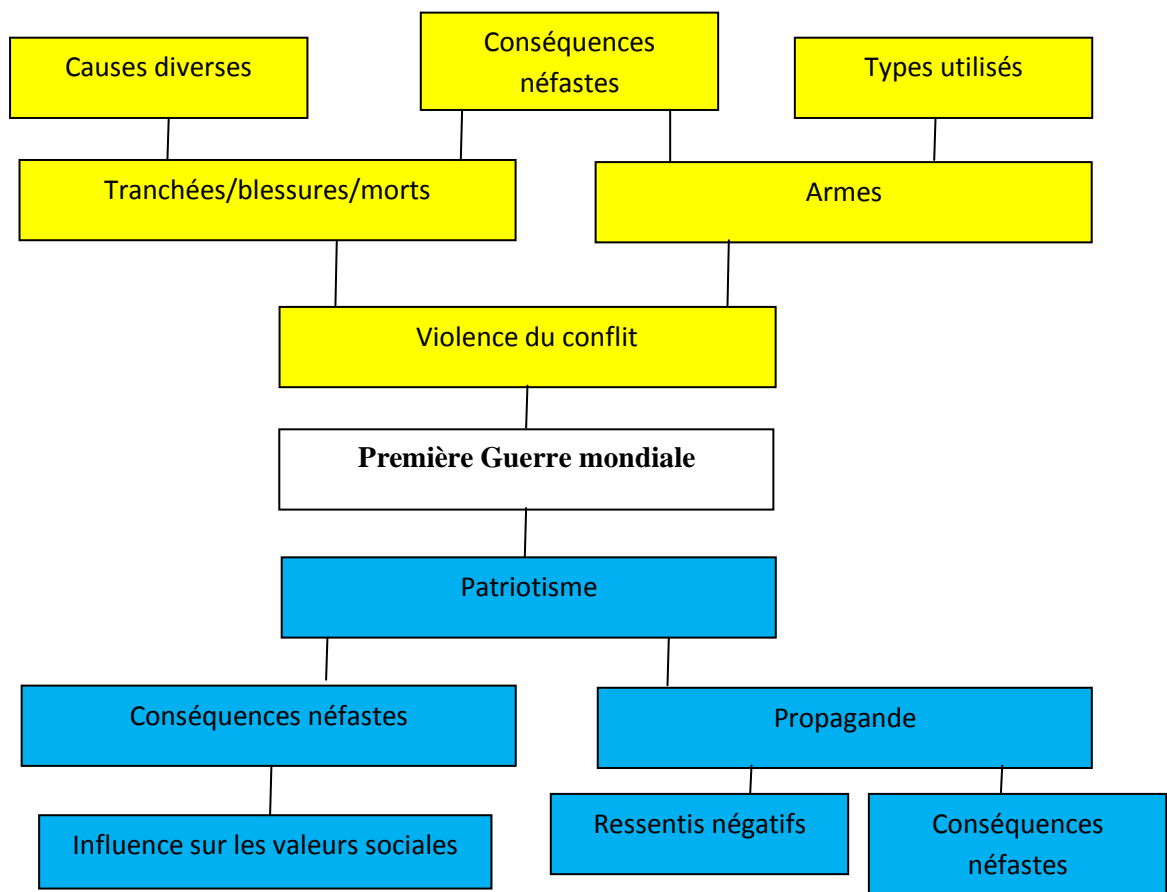 Causes diverses
Conséquences
néfastes
Types utilisés
Tranchées/blessures/morts
Armes
Violence du conflit
Première Guerre mondiale
Patriotisme
Conséquences néfastes
Propagande
Influence sur les valeurs sociales
Ressentis négatifs
Conséquences
néfastes